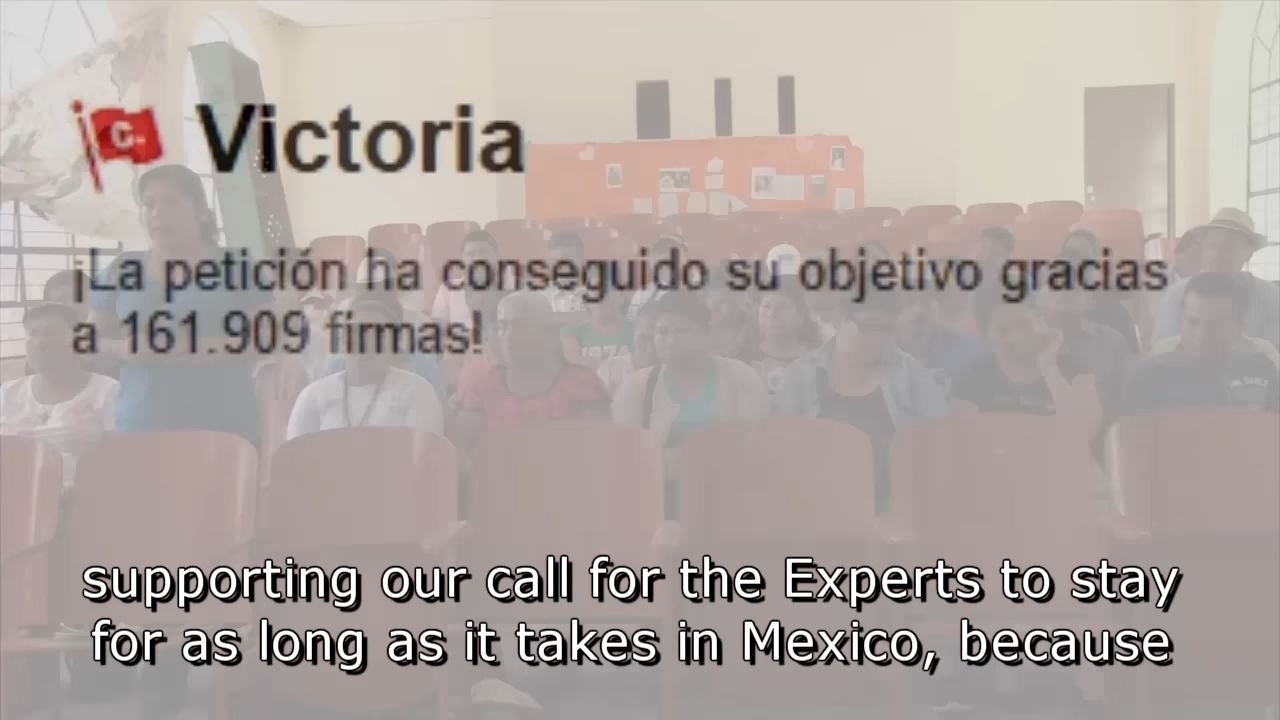 c. Victoria
¡La petición ha conseguido su objetivo gracias
a 161.909 firmas!
supporting our call for the Experts to stay
for as long as it takes in Mexico, because